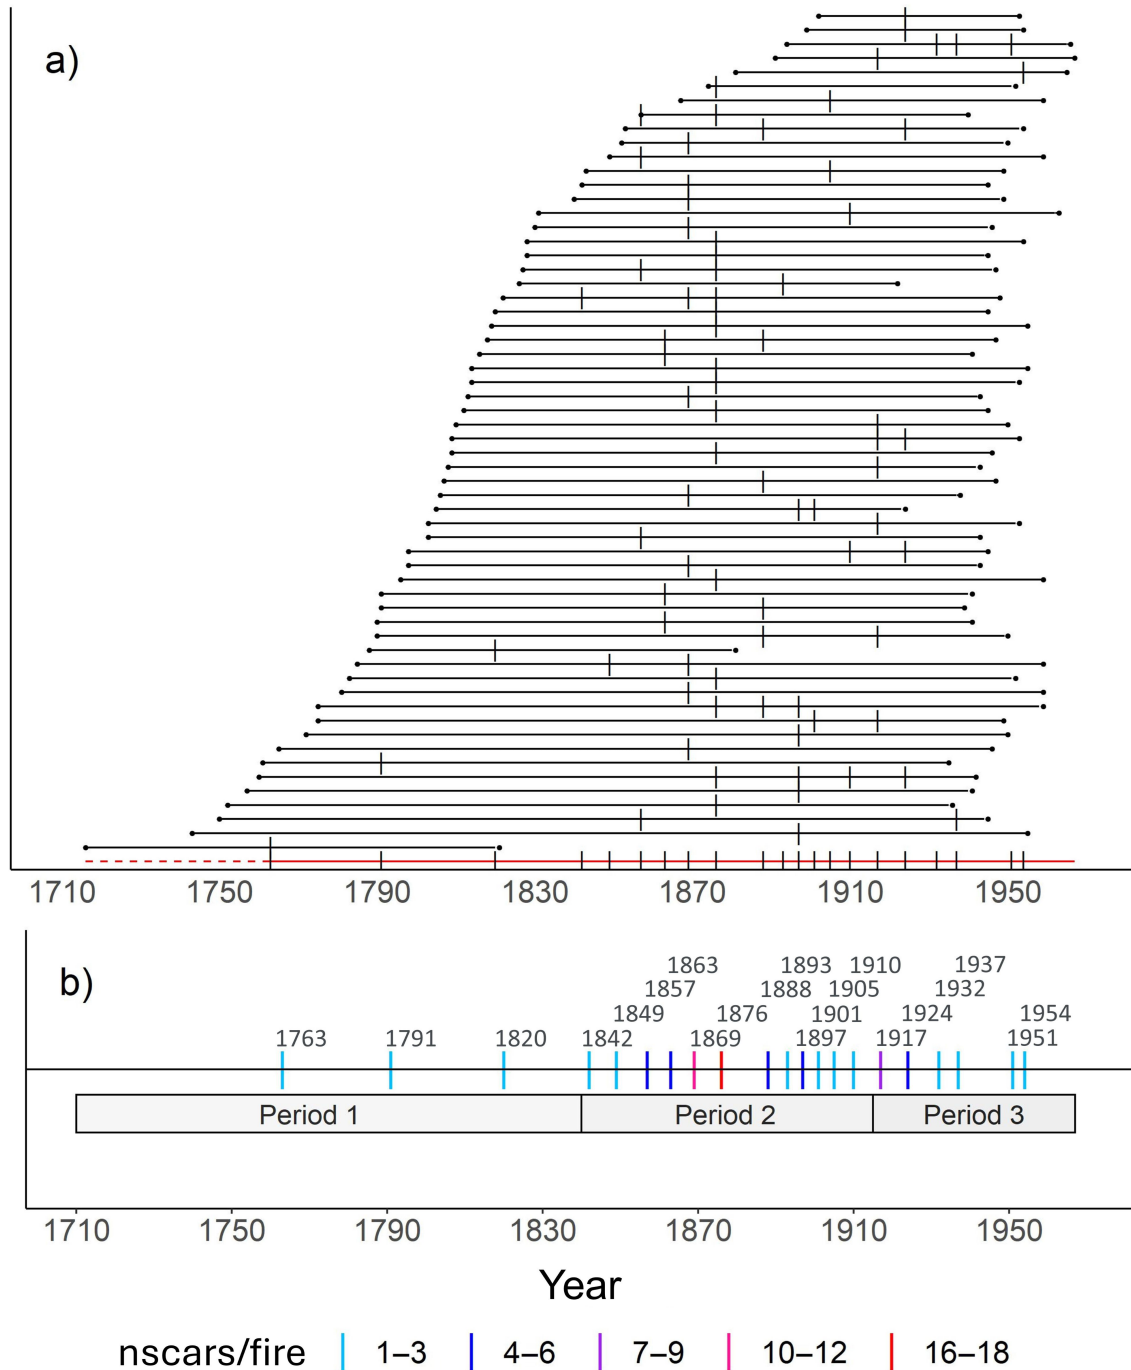 a)
1710 1750 1790 1830 1870 1910 1950
b)
1863 1893 1910 1937
1857 1888 1905 1932
1849 1876 1901 1924 1954
1763 1791 1820 1842 1869 1897 1917 1951
Period 1 Period 2 Period 3
1710 1750 1790 1830 1870 1910 1950
Year
nscars/fire 1–3 4–6 7–9 10–12 16–18